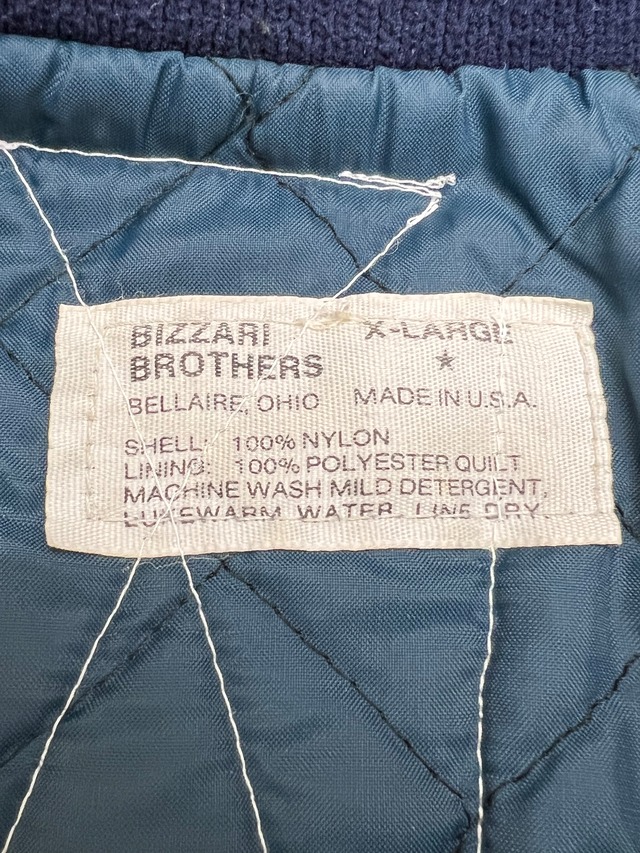 BIZZARI X-LARGE
BROTHERS ★
BELLAIRE, OHIO MADE IN U.S.A.
SHELL: 100% NYLON
LINING: 100% POLYESTER QUILT
MACHINE WASH MILD DETERGENT,
LUKEWARM WATER, LINE DRY.